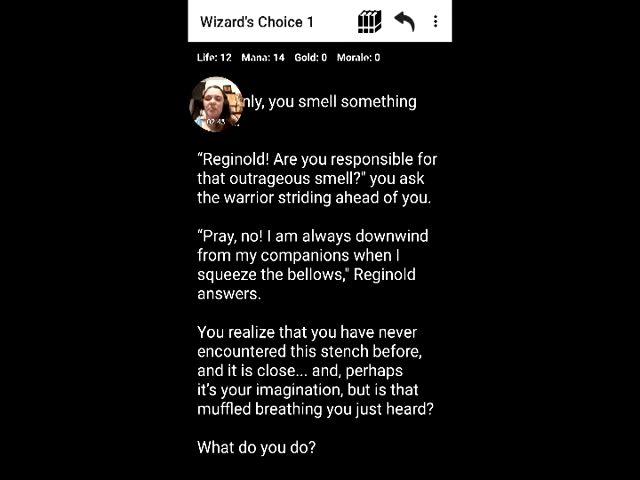 Wizard's Choice 1
Life: 12 Mana: 14 Gold: 0 Morale: 0
you smell something
02:45
“Reginold! Are you responsible for
that outrageous smell?" you ask
the warrior striding ahead of you.
“Pray, no! I am always downwind
from my companions when I
squeeze the bellows," Reginold
answers.
You realize that you have never
encountered this stench before,
and it is close... and, perhaps
it’s your imagination, but is that
muffled breathing you just heard?
What do you do?